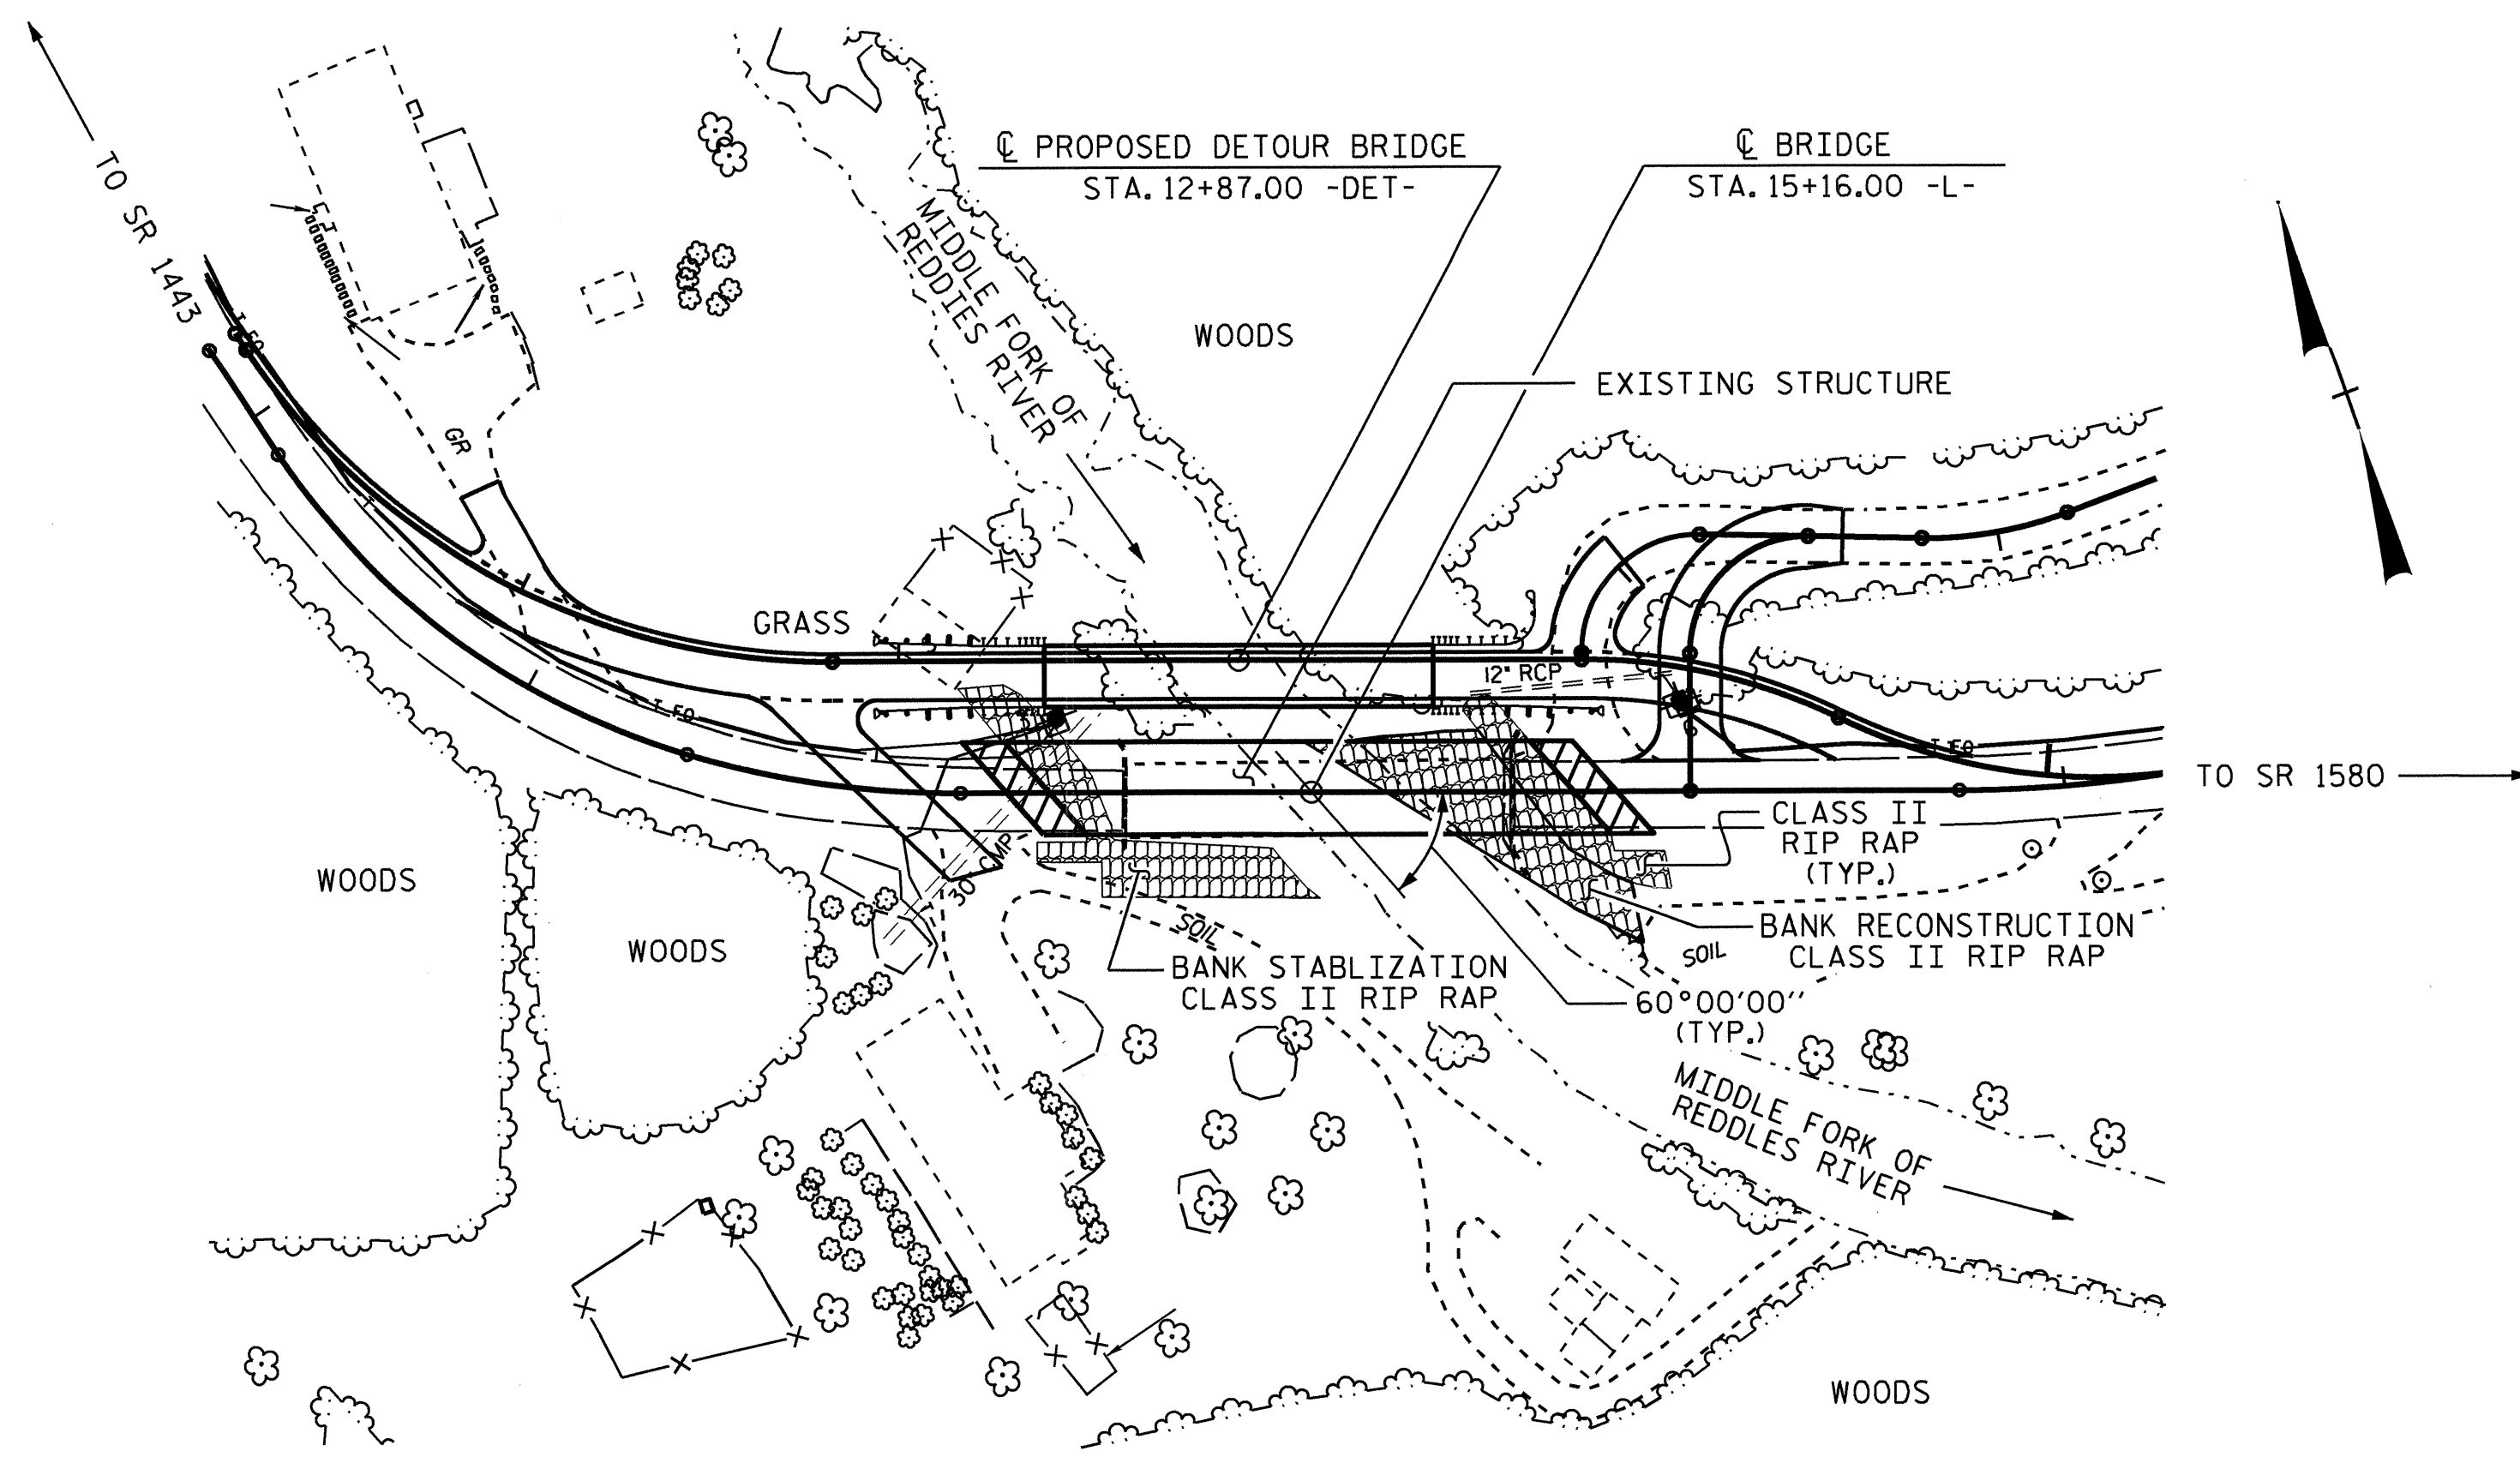 ℄ PROPOSED DETOUR BRIDGE
STA. 12+87.00 -DET-
℄ BRIDGE
STA. 15+16.00 -L-
TO SR 1443
MIDDLE FORK OF
REDDIES RIVER
WOODS
EXISTING STRUCTURE
GR
GRASS
12" RCP
T FO
T FO
T FO
TO SR 1580
CLASS II
RIP RAP
(TYP.)
30 CMP
WOODS
WOODS
SOIL
BANK RECONSTRUCTION
CLASS II RIP RAP
SOIL
BANK STABLIZATION
CLASS II RIP RAP
60°00'00"
(TYP.)
MIDDLE FORK OF
REDDLES RIVER
WOODS